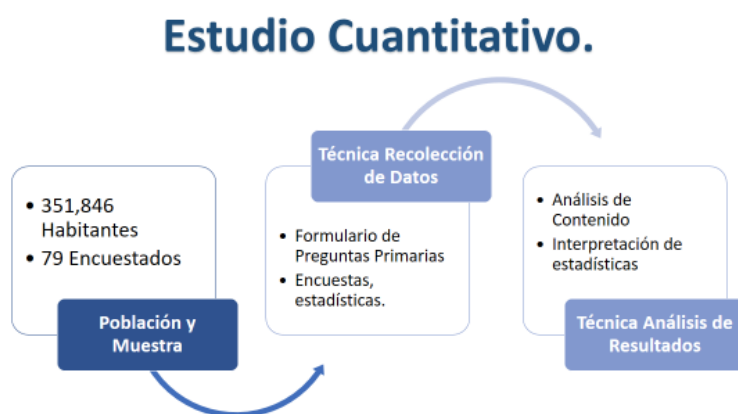 Estudio Cuantitativo.
• 351,846
Habitantes
• 79 Encuestados
Población y
Muestra
Técnica Recolección
de Datos
• Formulario de
Preguntas Primarias
• Encuestas,
estadísticas.
• Análisis de
Contenido
• Interpretación de
estadísticas
Técnica Análisis de
Resultados